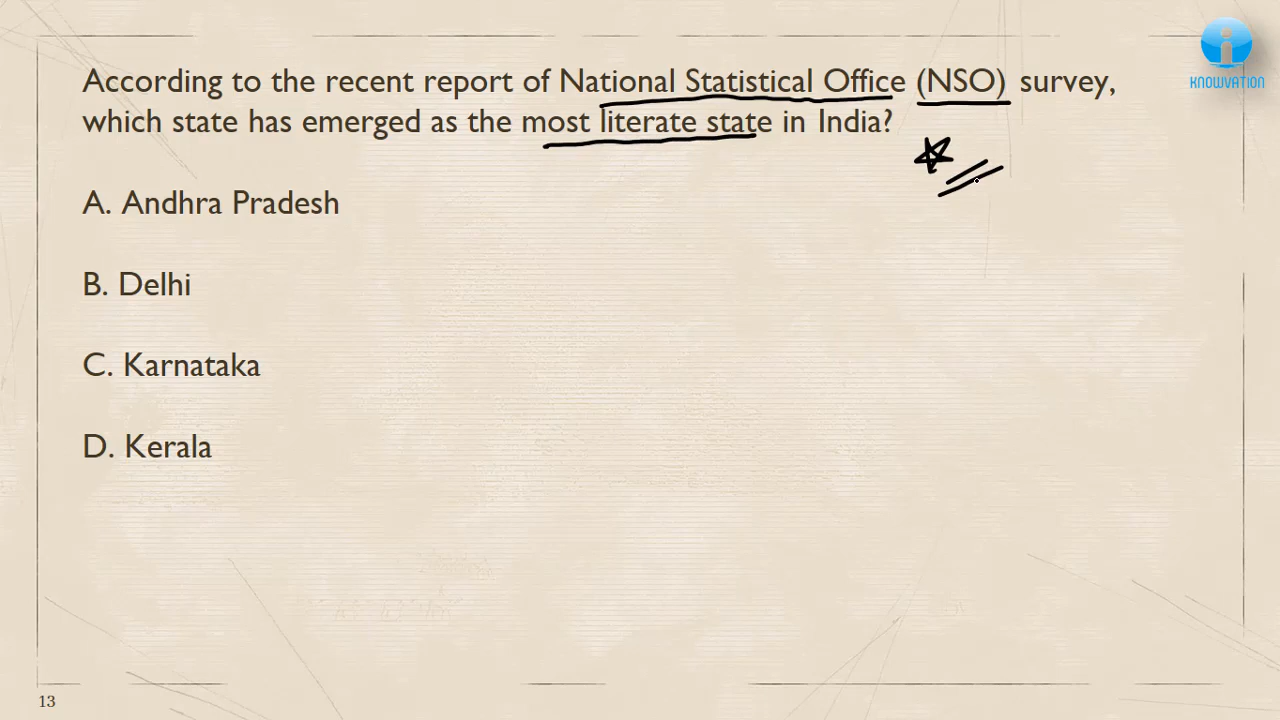 KNOWVATION
According to the recent report of National Statistical Office (NSO) survey,
which state has emerged as the most literate state in India?
A. Andhra Pradesh
B. Delhi
C. Karnataka
D. Kerala
13